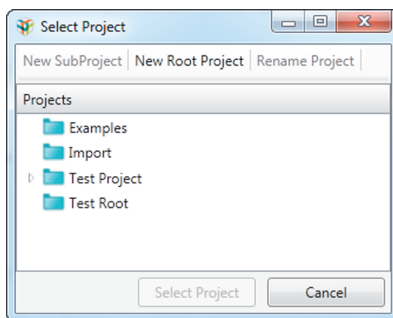 Select Project
New SubProject New Root Project Rename Project
Projects
Examples
Import
Test Project
Test Root
Select Project Cancel